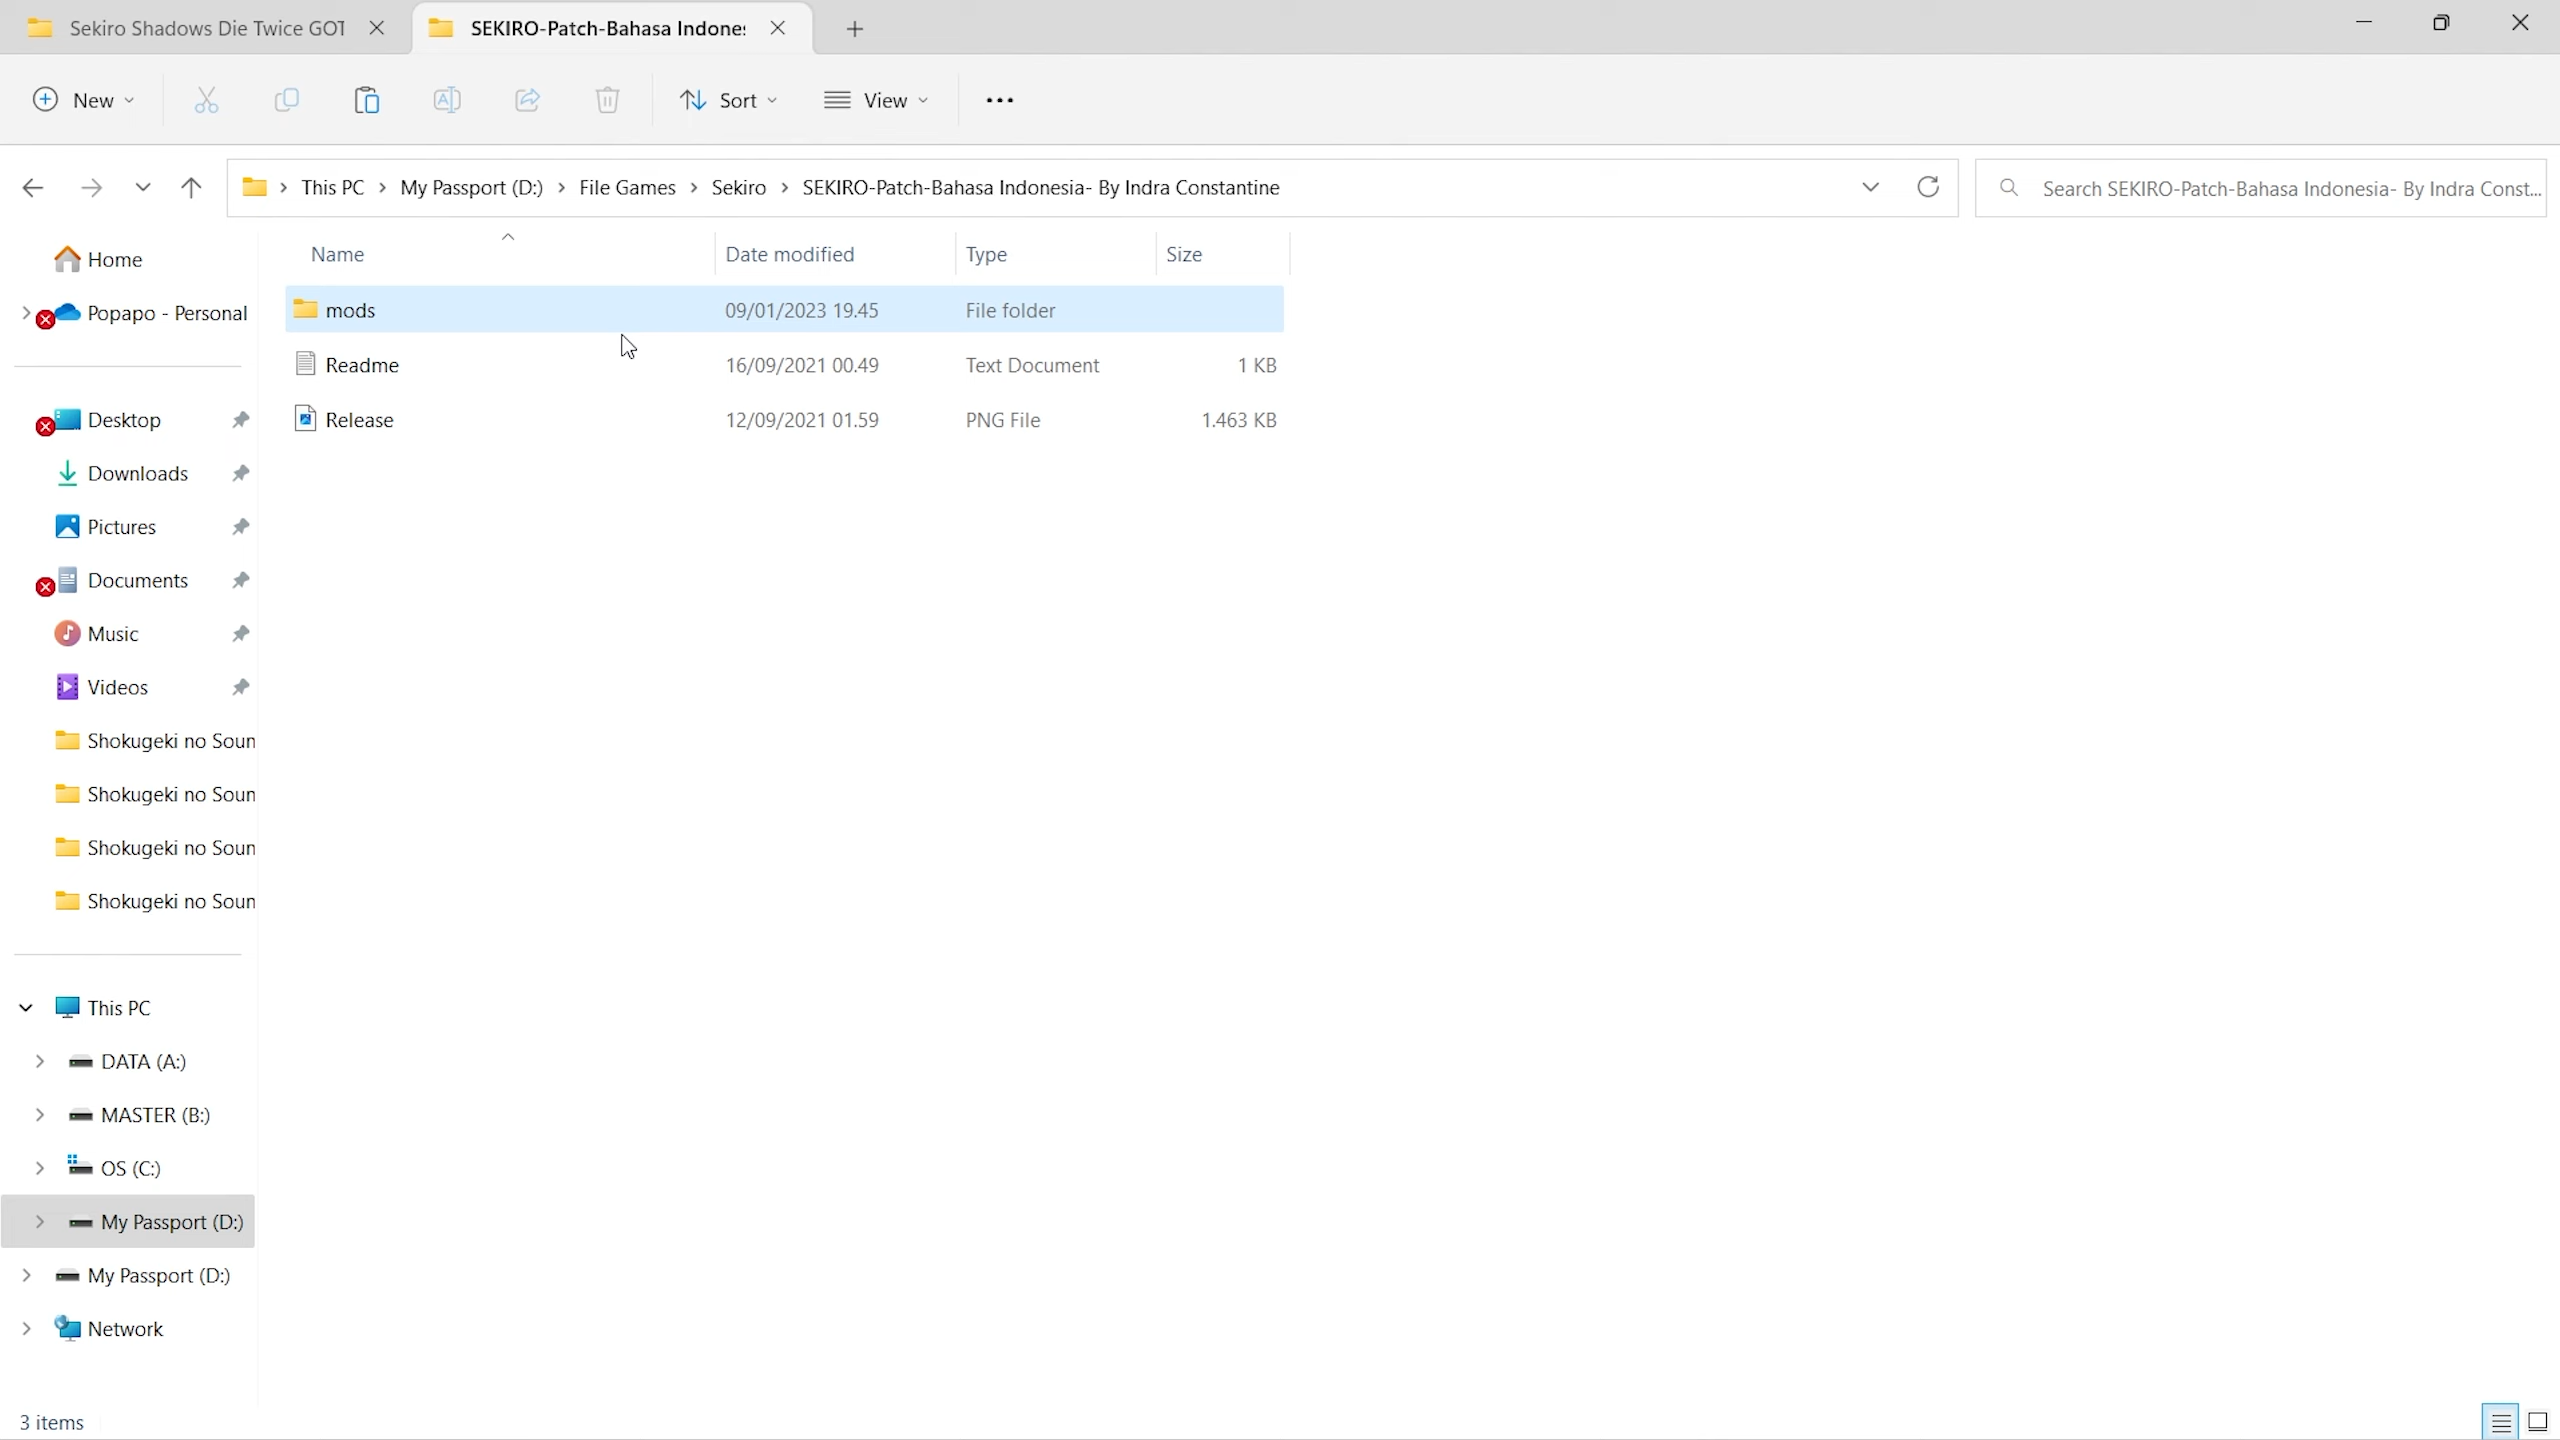 Sekiro Shadows Die Twice GOT
SEKIRO-Patch-Bahasa Indones
New
Sort
View
This PC > My Passport (D:) > File Games > Sekiro > SEKIRO-Patch-Bahasa Indonesia- By Indra Constantine
Search SEKIRO-Patch-Bahasa Indonesia- By Indra Const...
Name Date modified Type Size
mods 09/01/2023 19.45 File folder
Readme 16/09/2021 00.49 Text Document 1 KB
Release 12/09/2021 01.59 PNG File 1.463 KB
Home
Popapo - Personal
Desktop
Downloads
Pictures
Documents
Music
Videos
Shokugeki no Soun
Shokugeki no Soun
Shokugeki no Soun
Shokugeki no Soun
This PC
DATA (A:)
MASTER (B:)
OS (C:)
My Passport (D:)
My Passport (D:)
Network
3 items